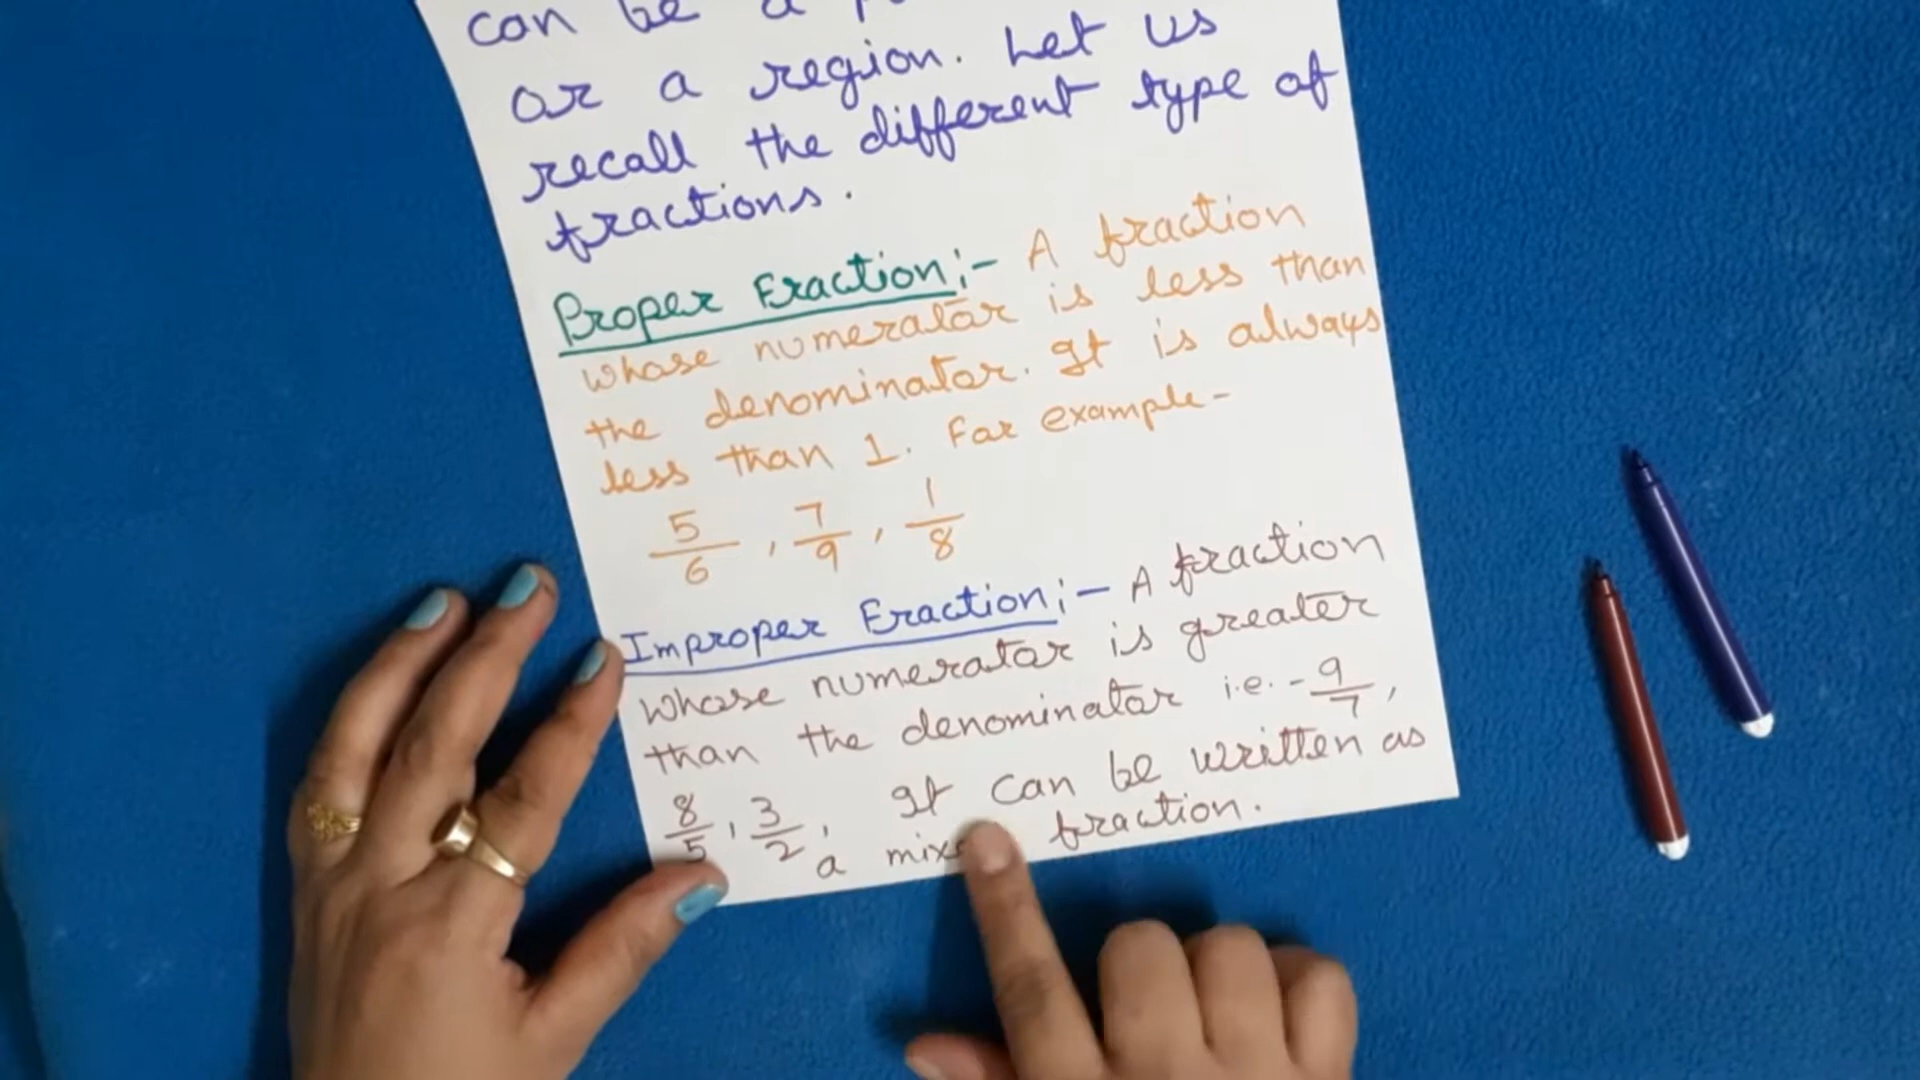 can be a
or a region. Let us
recall the different type of
fractions.
Proper Fraction:- A fraction
whose numerator is less than
the denominator. It is always
less than 1. For example-
5/6, 7/9, 1/8
Improper Fraction:- A fraction
whose numerator is greater
than the denominator i.e. - 9/7,
8/5, 3/2, It can be written as
a fraction.